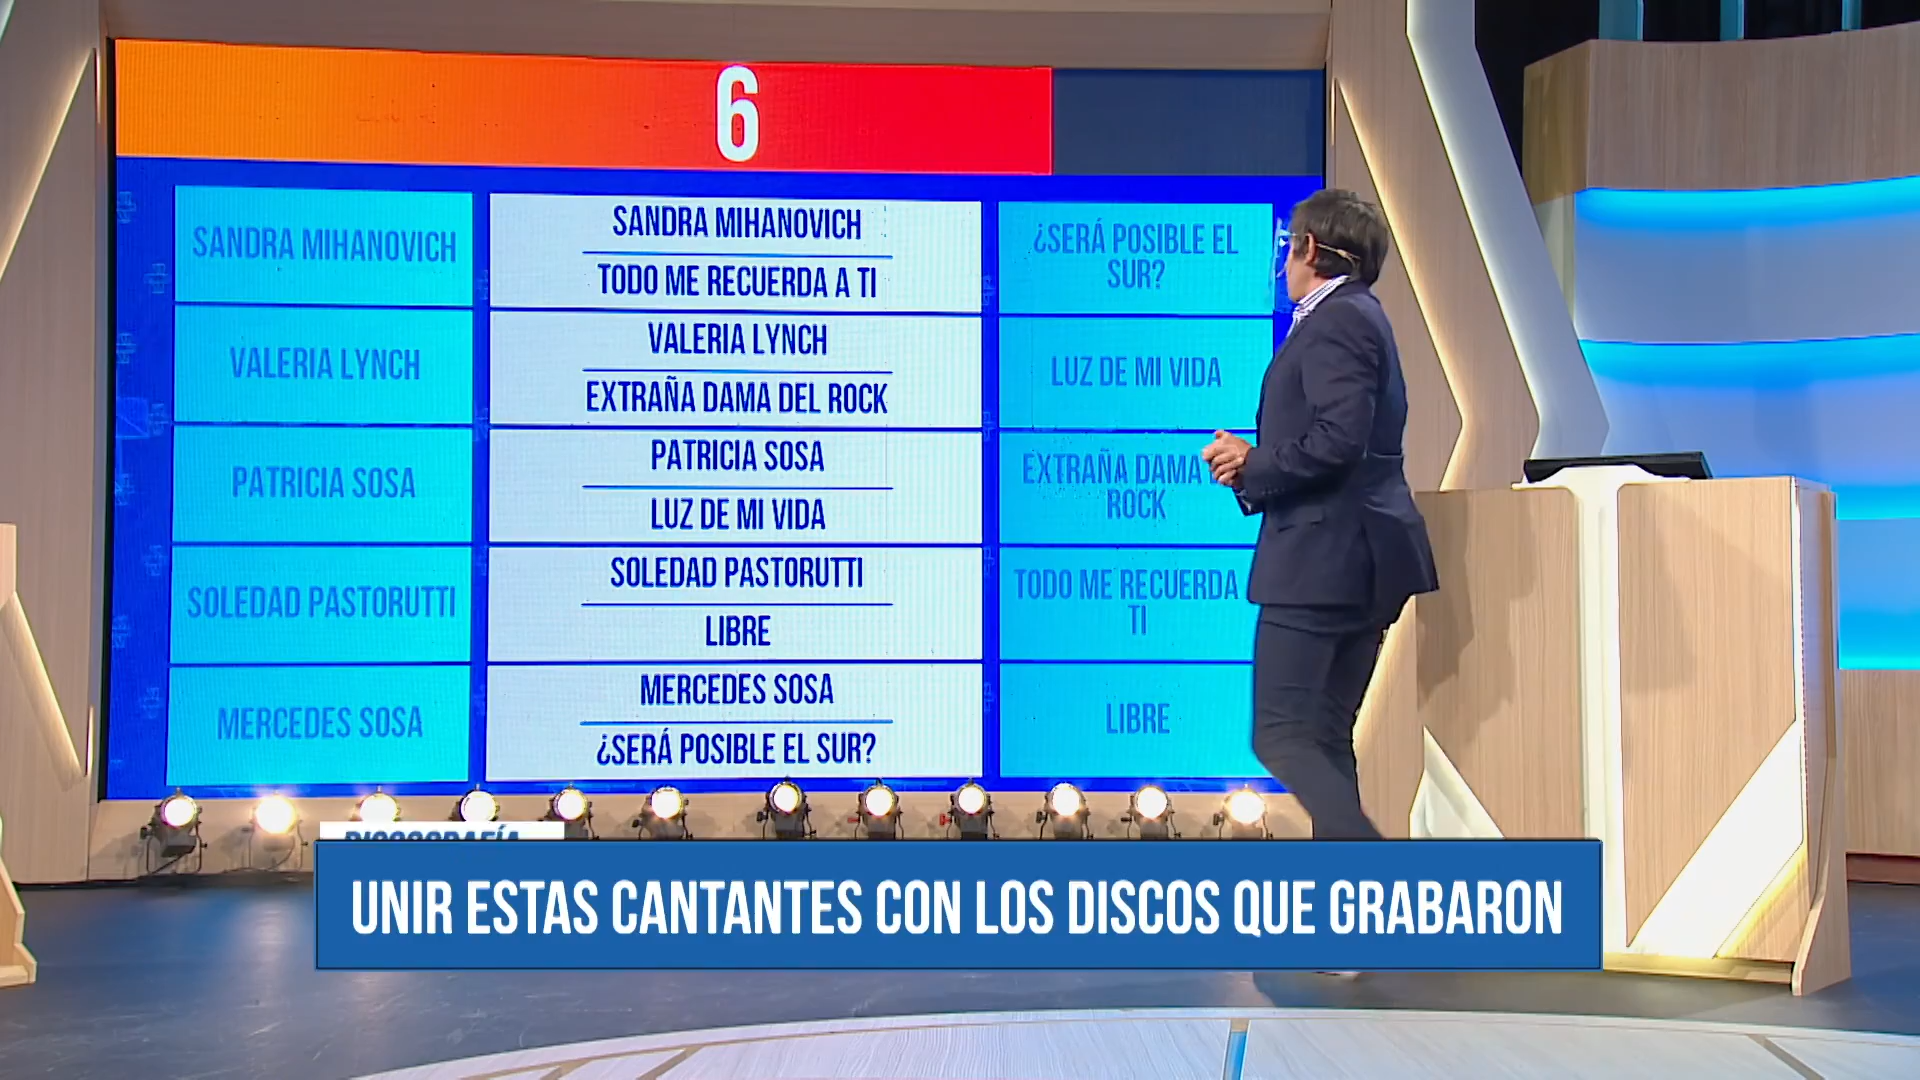 6
SANDRA MIHANOVICH
VALERIA LYNCH
PATRICIA SOSA
SOLEDAD PASTORUTTI
MERCEDES SOSA
SANDRA MIHANOVICH
TODO ME RECUERDA A TI
VALERIA LYNCH
EXTRAÑA DAMA DEL ROCK
PATRICIA SOSA
LUZ DE MI VIDA
SOLEDAD PASTORUTTI
LIBRE
MERCEDES SOSA
¿SERÁ POSIBLE EL SUR?
¿SERÁ POSIBLE EL
SUR?
LUZ DE MI VIDA
EXTRAÑA DAMA
ROCK
TODO ME RECUERDA
TI
LIBRE
DISCOGRAFÍA
UNIR ESTAS CANTANTES CON LOS DISCOS QUE GRABARON